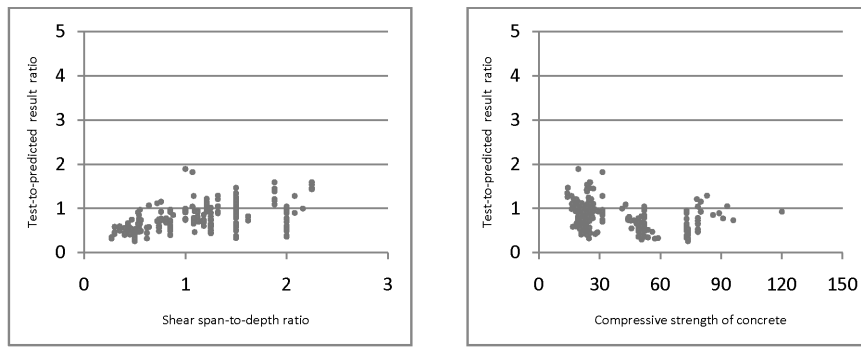 Test-to-predicted result ratio
5
4
3
2
1
0
0 1 2 3
Shear span-to-depth ratio
Test-to-predicted result ratio
5
4
3
2
1
0
0 30 60 90 120 150
Compressive strength of concrete